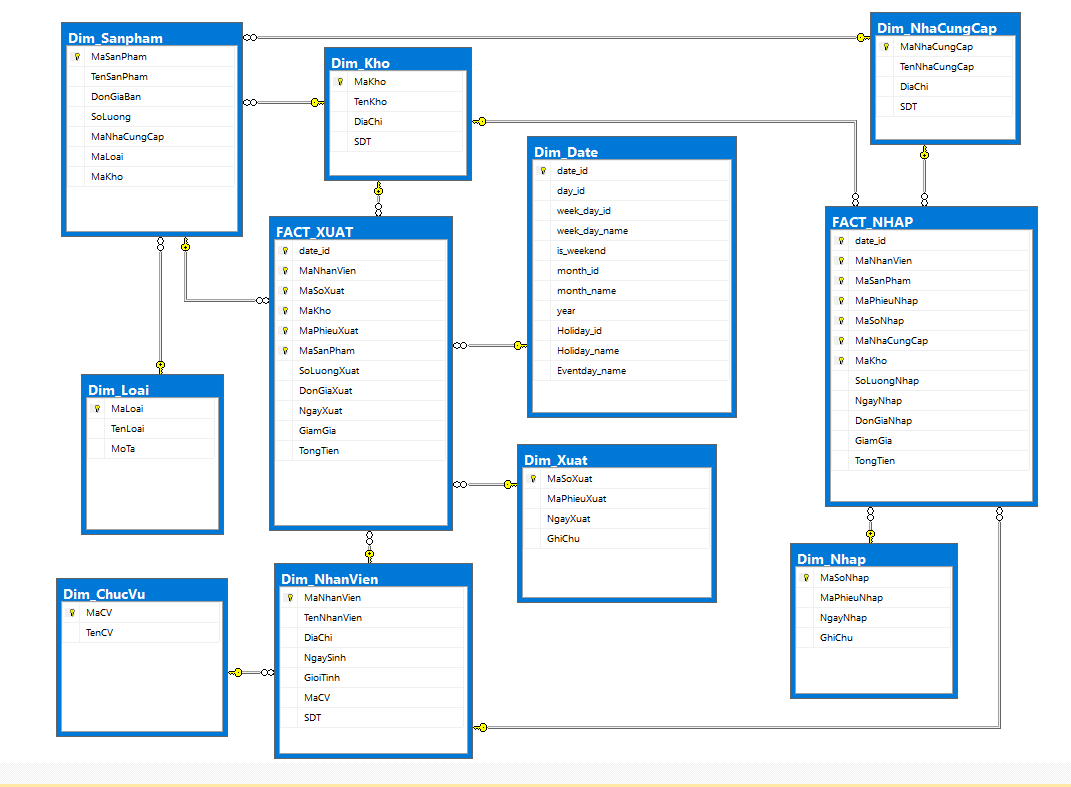 Dim_Sanpham
MaSanPham
TenSanPham
DonGiaBan
SoLuong
MaNhaCungCap
MaLoai
MaKho
Dim_Kho
MaKho
TenKho
DiaChi
SDT
Dim_NhaCungCap
MaNhaCungCap
TenNhaCungCap
DiaChi
SDT
Dim_Date
date_id
day_id
week_day_id
week_day_name
is_weekend
month_id
month_name
year
Holiday_id
Holiday_name
Eventday_name
FACT_XUAT
date_id
MaNhanVien
MaSoXuat
MaKho
MaPhieuXuat
MaSanPham
SoLuongXuat
DonGiaXuat
NgayXuat
GiamGia
TongTien
FACT_NHAP
date_id
MaNhanVien
MaSanPham
MaPhieuNhap
MaSoNhap
MaNhaCungCap
MaKho
SoLuongNhap
NgayNhap
DonGiaNhap
GiamGia
TongTien
Dim_Loai
MaLoai
TenLoai
MoTa
Dim_Xuat
MaSoXuat
MaPhieuXuat
NgayXuat
GhiChu
Dim_ChucVu
MaCV
TenCV
Dim_NhanVien
MaNhanVien
TenNhanVien
DiaChi
NgaySinh
GioiTinh
MaCV
SDT
Dim_Nhap
MaSoNhap
MaPhieuNhap
NgayNhap
GhiChu